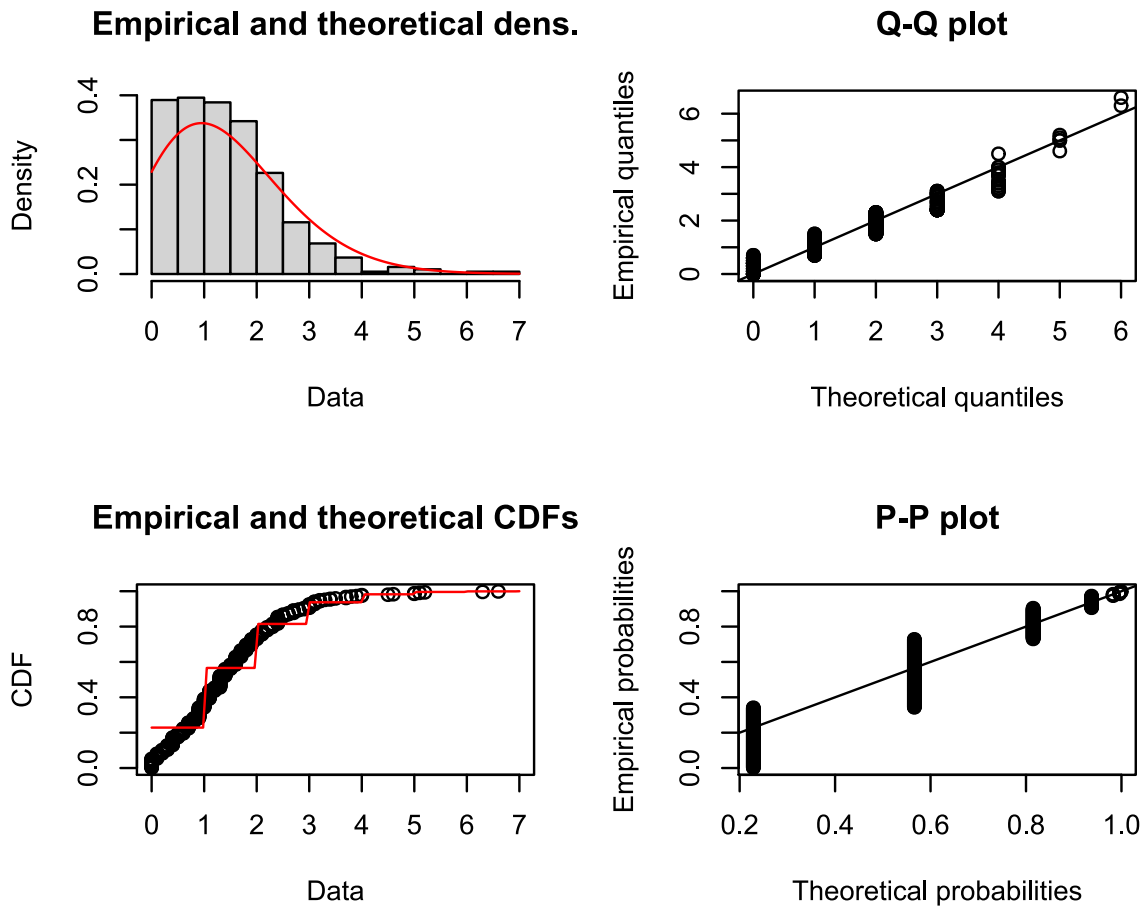 Empirical and theoretical dens.
Density
0.0 0.2 0.4
0 1 2 3 4 5 6 7
Data
Q-Q plot
Empirical quantiles
0 2 4 6
0 1 2 3 4 5 6
Theoretical quantiles
Empirical and theoretical CDFs
CDF
0.0 0.4 0.8
0 1 2 3 4 5 6 7
Data
P-P plot
Empirical probabilities
0.0 0.4 0.8
0.2 0.4 0.6 0.8 1.0
Theoretical probabilities